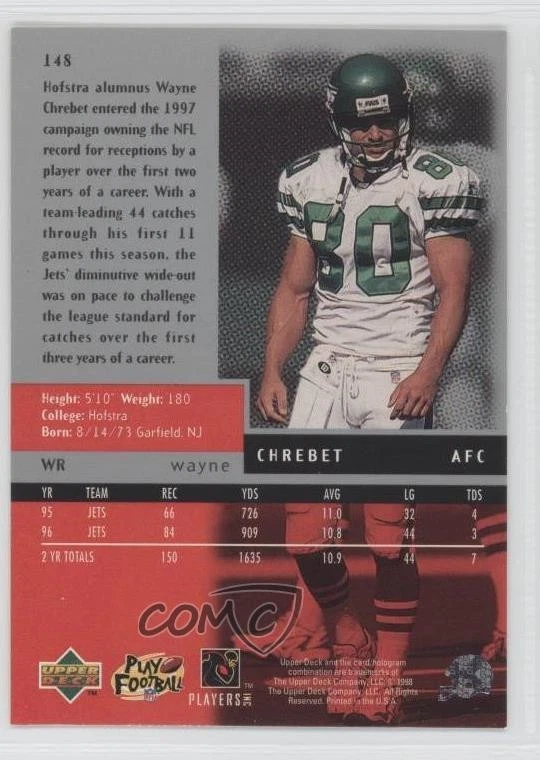 148
Hofstra alumnus Wayne
Chrebet entered the 1997
campaign owning the NFL
record for receptions by a
player over the first two
years of a career. With a
team-leading 44 catches
through his first 11
games this season, the
Jets' diminutive wide-out
was on pace to challenge
the league standard for
catches over the first
three years of a career.
80
Height: 5'10" Weight: 180
College: Hofstra
Born: 8/14/73 Garfield, NJ
WR wayne CHREBET AFC
YR TEAM REC YDS AVG LG TDS
95 JETS 66 726 11.0 32 4
96 JETS 84 909 10.8 44 3
2 YR TOTALS 150 1635 10.9 44 7
COMC
UPPER DECK TM
PLAY FOOTBALL NFL
PLAYERS INC TM
Upper Deck and the card/hologram
combination are trademarks of
The Upper Deck Company, LLC. © 1998
The Upper Deck Company, LLC. All Rights
Reserved. Printed in the U.S.A.